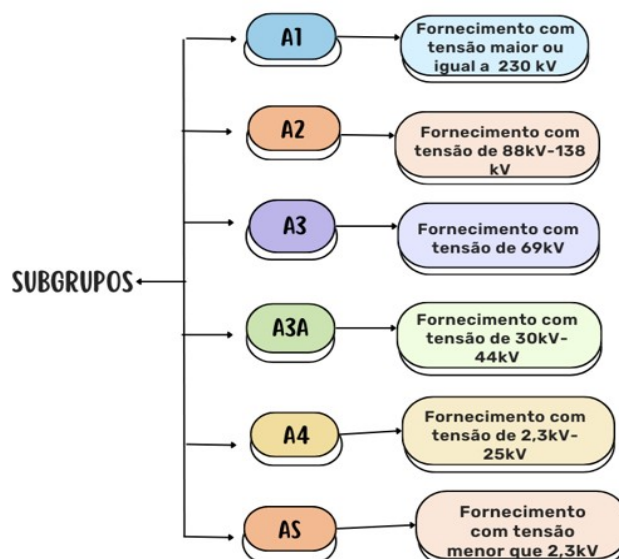 A1
Fornecimento com
tensão maior ou
igual a 230 kV
A2
Fornecimento com
tensão de 88kV-138
kV
A3
Fornecimento com
tensão de 69kV
SUBGRUPOS
A3A
Fornecimento com
tensão de 30kV-
44kV
A4
Fornecimento com
tensão de 2,3kV-
25kV
AS
Fornecimento
com tensão
menor que 2,3kV